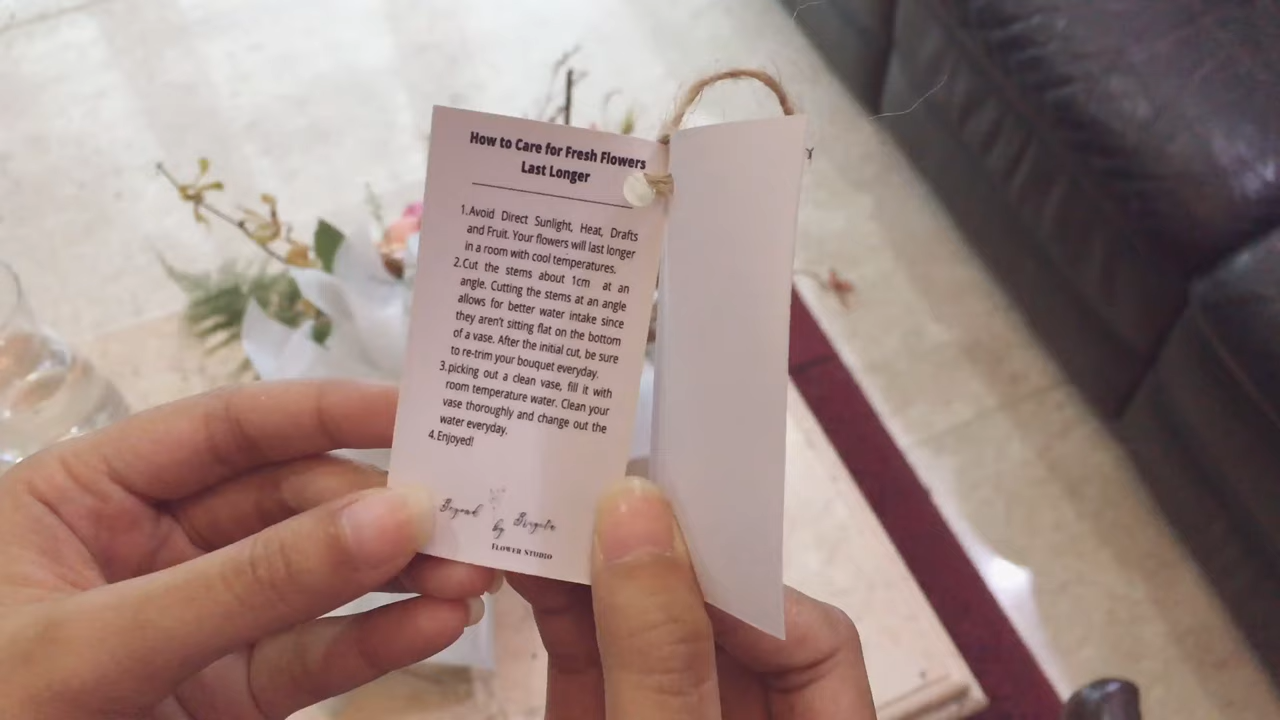 How to Care for Fresh Flowers
Last Longer
1.Avoid Direct Sunlight, Heat, Drafts
and Fruit. Your flowers will last longer
in a room with cool temperatures.
2.Cut the stems about 1cm at an
angle. Cutting the stems at an angle
allows for better water intake since
they aren't sitting flat on the bottom
of a vase. After the initial cut, be sure
to re-trim your bouquet everyday.
3.picking out a clean vase, fill it with
room temperature water. Clean your
vase thoroughly and change out the
water everyday.
4.Enjoyed!
Beyond
by
FLOWER STUDIO